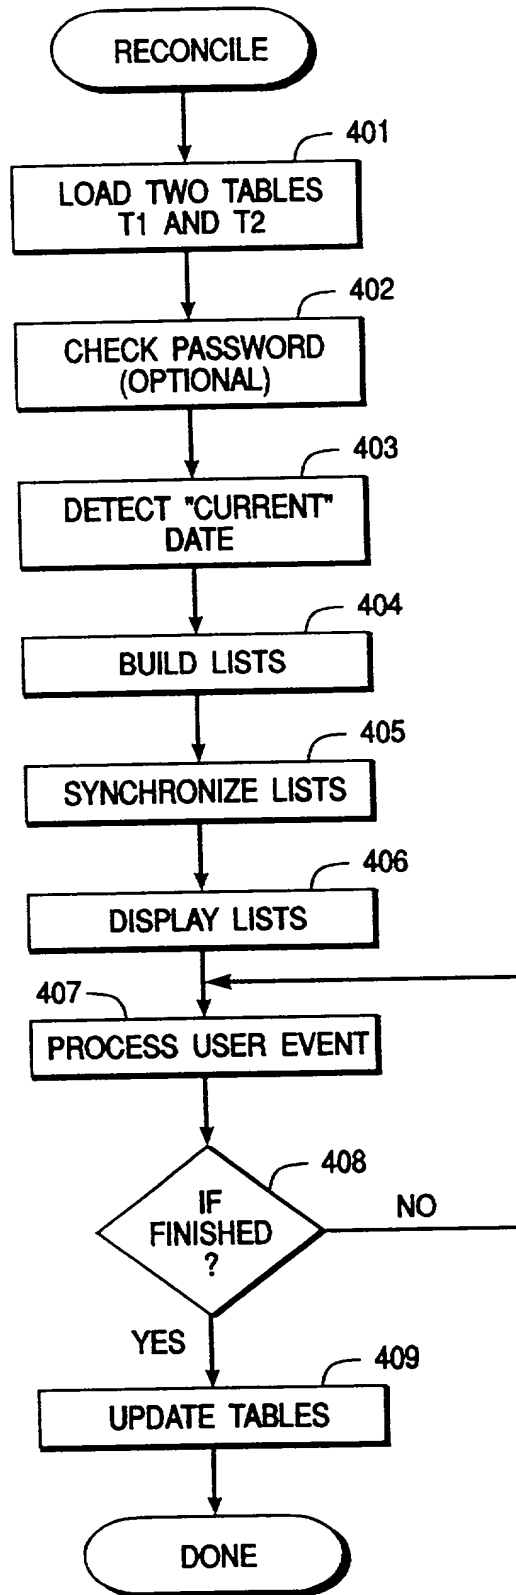 RECONCILE
401
LOAD TWO TABLES
T1 AND T2
402
CHECK PASSWORD
(OPTIONAL)
403
DETECT "CURRENT"
DATE
404
BUILD LISTS
405
SYNCHRONIZE LISTS
406
DISPLAY LISTS
407
PROCESS USER EVENT
408
IF
FINISHED
?
NO
YES
409
UPDATE TABLES
DONE